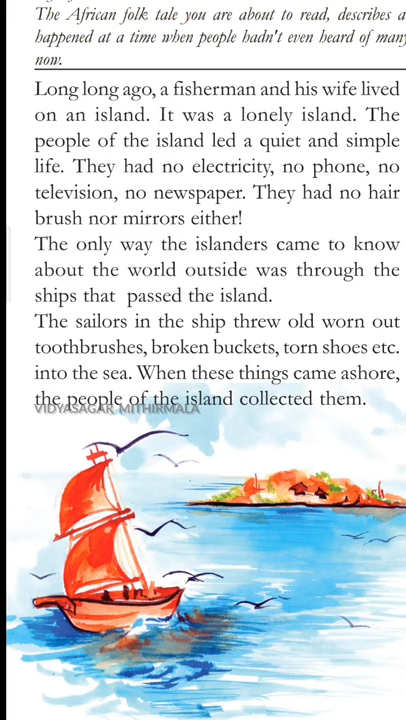 The African folk tale you are about to read, describes a
happened at a time when people hadn't even heard of many
now.
Long long ago, a fisherman and his wife lived
on an island. It was a lonely island. The
people of the island led a quiet and simple
life. They had no electricity, no phone, no
television, no newspaper. They had no hair
brush nor mirrors either!
The only way the islanders came to know
about the world outside was through the
ships that passed the island.
The sailors in the ship threw old worn out
toothbrushes, broken buckets, torn shoes etc.
into the sea. When these things came ashore,
the people of the island collected them.
VIDYASAGAR MITHIRMALA